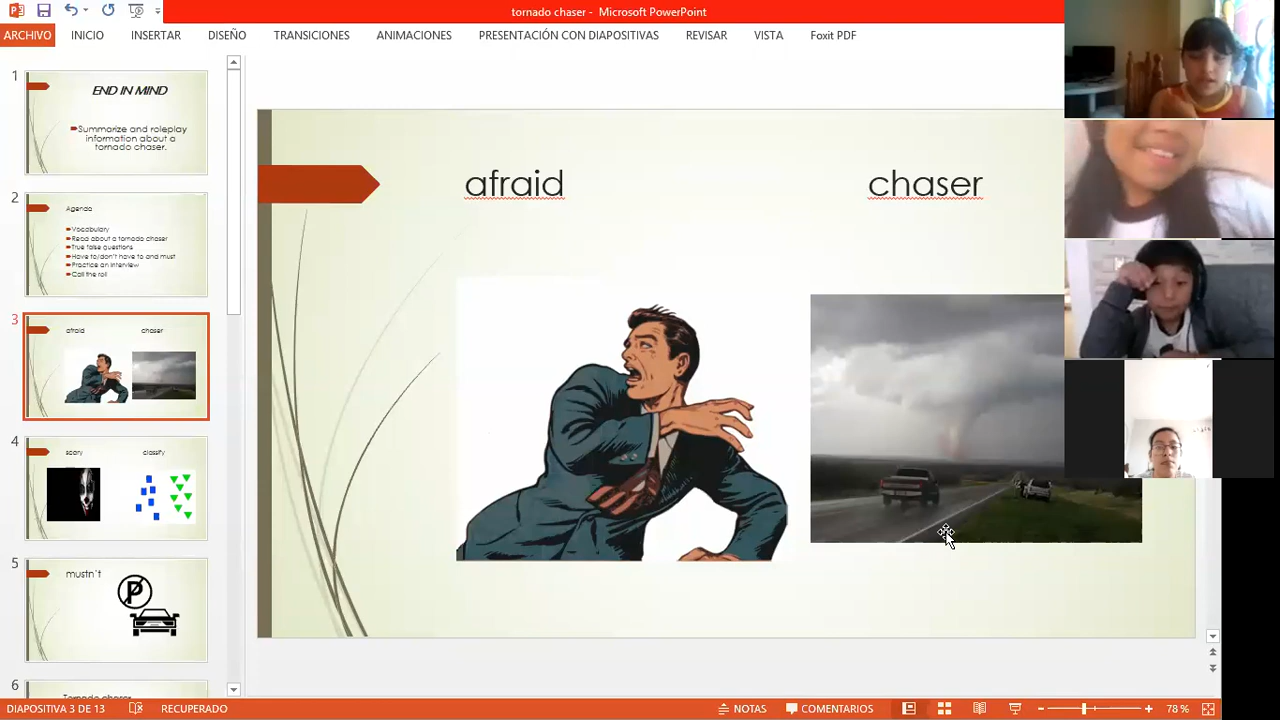 tornado chaser - Microsoft PowerPoint
ARCHIVO INICIO INSERTAR DISEÑO TRANSICIONES ANIMACIONES PRESENTACIÓN CON DIAPOSITIVAS REVISAR VISTA Foxit PDF
1
END IN MIND
Summarize and roleplay
information about a
tornado chaser.
2
Agenda
Vocabulary
Read about a tornado chaser
True false questions
Have to/don't have to and must
Practice an interview
Call the roll
3
afraid chaser
4
scary classify
5
mustn't
P
6
Tornado chaser
afraid chaser
DIAPOSITIVA 3 DE 13 RECUPERADO NOTAS COMENTARIOS 78 %